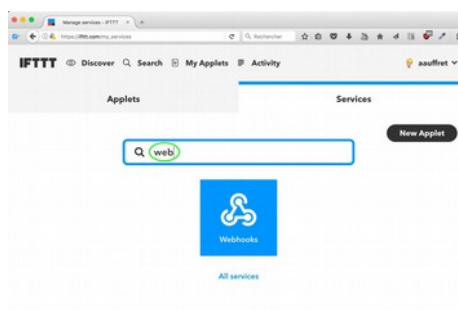 Manage services - IFTTT
https://ifttt.com/my_services
Rechercher
IFTTT Discover Search My Applets Activity aauffret
Applets Services
New Applet
web
Webhooks
All services